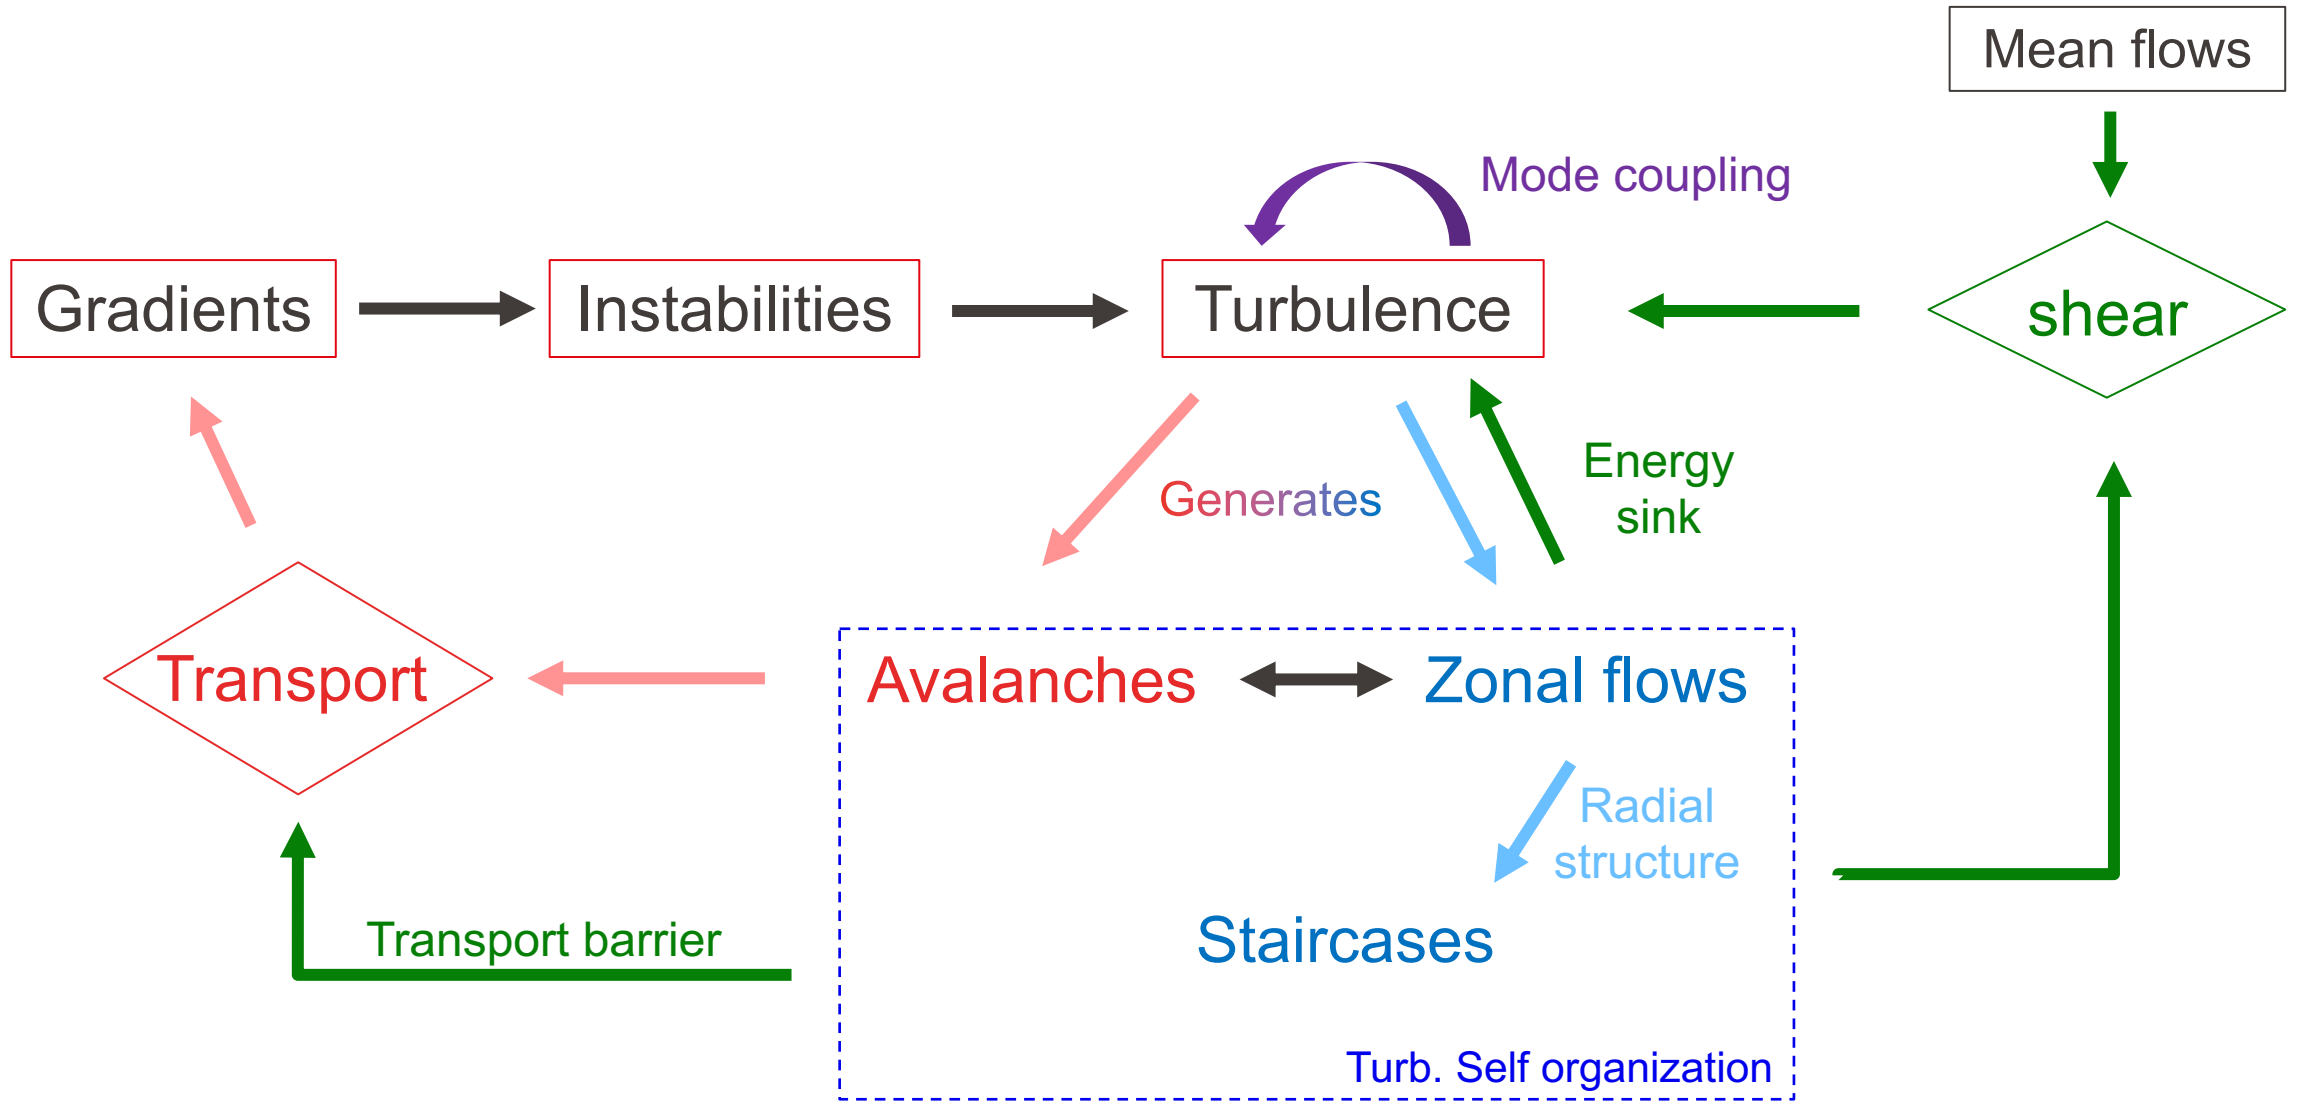 Mean flows
Mode coupling
Gradients
Instabilities
Turbulence
shear
Generates
Energy
sink
Transport
Avalanches
Zonal flows
Radial
structure
Transport barrier
Staircases
Turb. Self organization